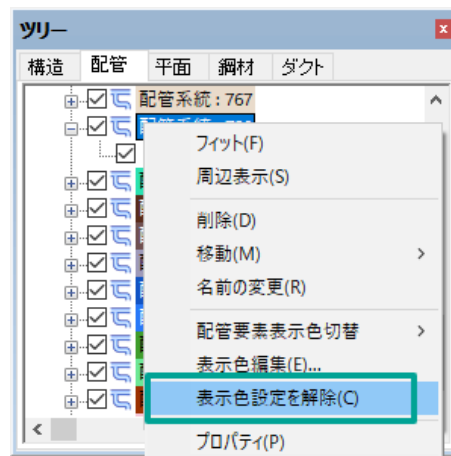 ツリー
構造 配管 平面 鋼材 ダクト
配管系統 : 767
フィット(F)
周辺表示(S)
削除(D)
移動(M)
名前の変更(R)
配管要素表示色切替
表示色編集(E)...
表示色設定を解除(C)
プロパティ(P)